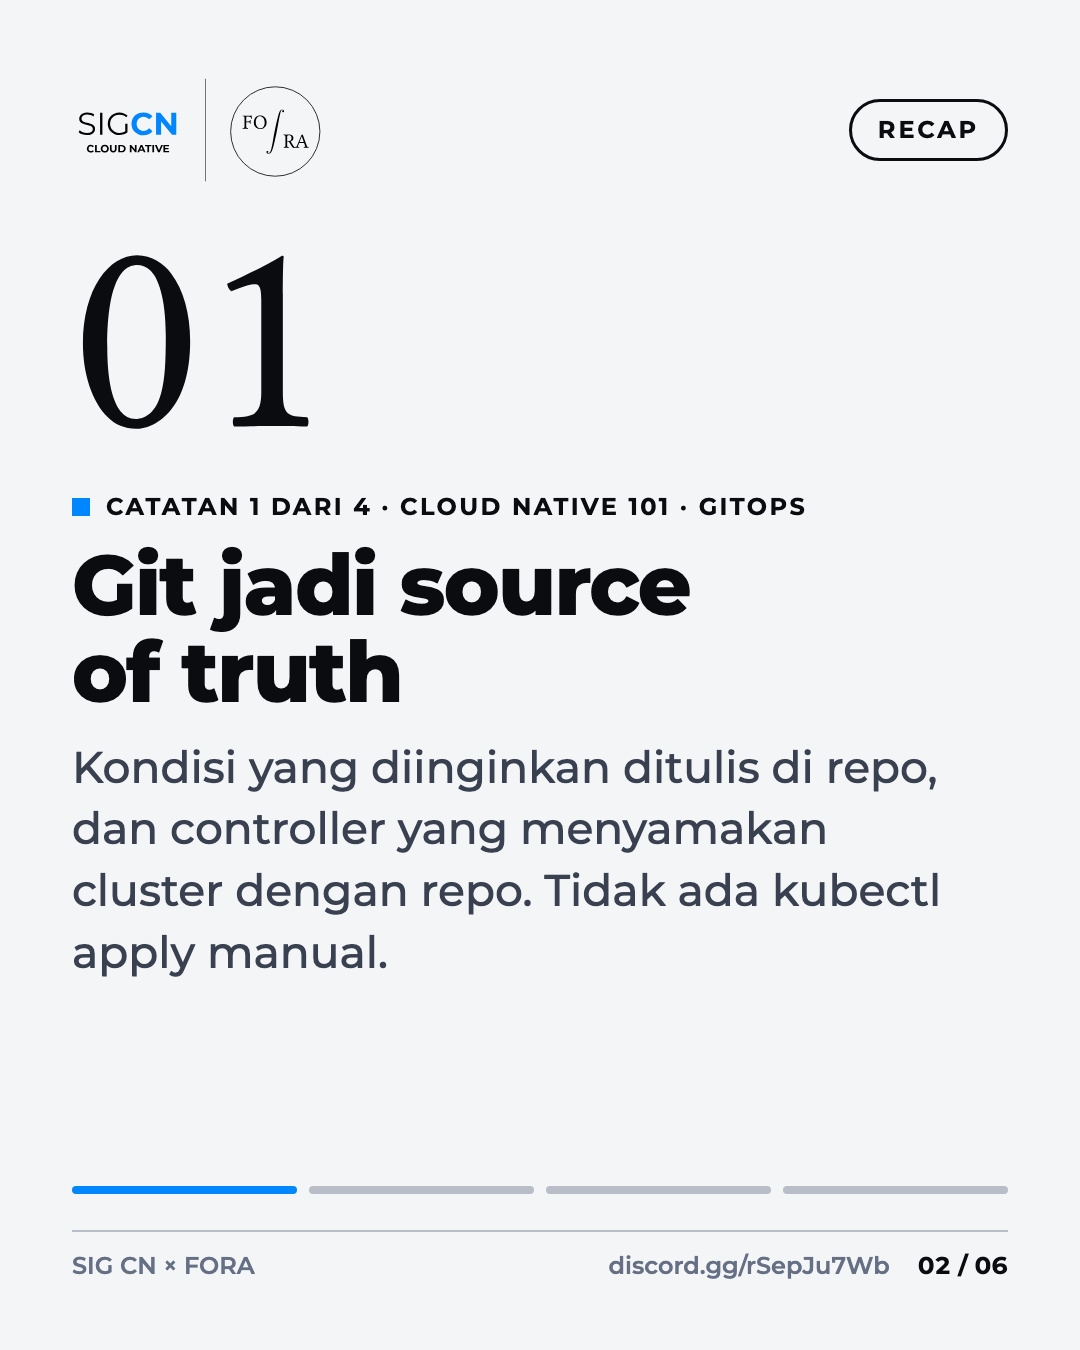 SIGCN
CLOUD NATIVE
FO
RA
RECAP
01
CATATAN 1 DARI 4 · CLOUD NATIVE 101 · GITOPS
Git jadi source
of truth
Kondisi yang diinginkan ditulis di repo,
dan controller yang menyamakan
cluster dengan repo. Tidak ada kubectl
apply manual.
SIG CN × FORA
discord.gg/rSepJu7Wb
02 / 06